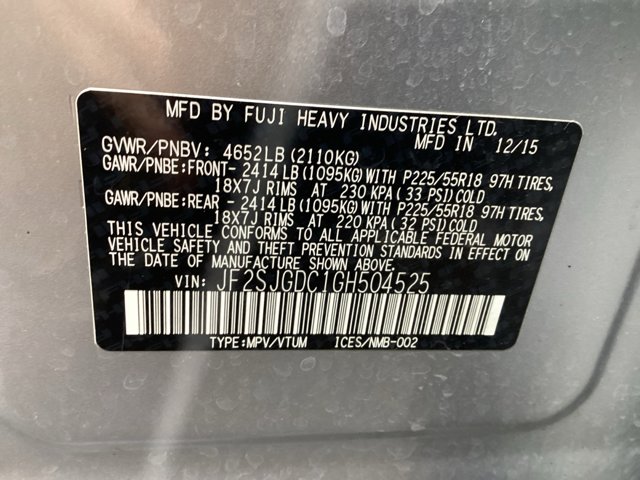 MFD BY FUJI HEAVY INDUSTRIES LTD.
GVWR/PNBV: 4652LB(2110KG) MFD IN 12/15
GAWR/PNBE:FRONT- 2414LB(1095KG)WITH P225/55R18 97H TIRES,
18X7J RIMS AT 230 KPA(33 PSI)COLD
GAWR/PNBE:REAR - 2414LB(1095KG)WITH P225/55R18 97H TIRES,
18X7J RIMS AT 220 KPA(32 PSI)COLD
THIS VEHICLE CONFORMS TO ALL APPLICABLE FEDERAL MOTOR
VEHICLE SAFETY AND THEFT PREVENTION STANDARDS IN EFFECT ON
THE DATE OF MANUFACTURE SHOWN ABOVE.
VIN: JF2SJGDC1GH504525
TYPE:MPV/VTUM ICES/NMB-002